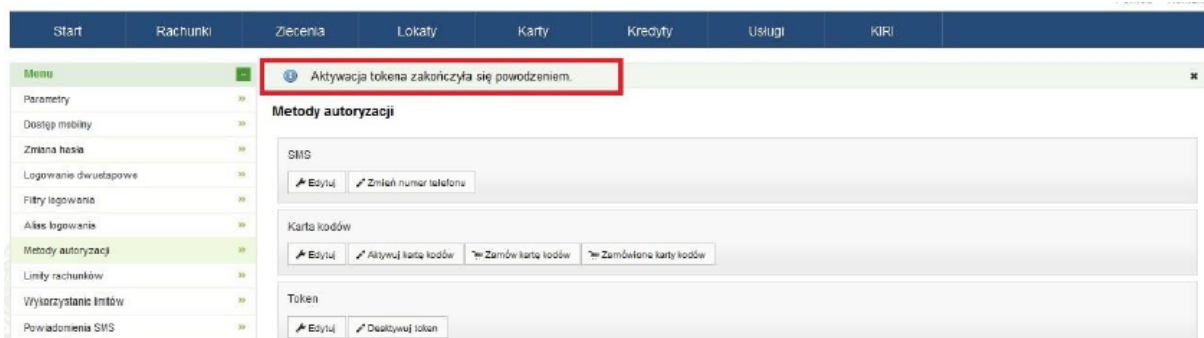 Start Rachunki Zlecenia Lokaty Karty Kredyty Usługi KIRI
Menu
Aktywacja tokena zakończyła się powodzeniem.
Parametry
Metody autoryzacji
Dostęp mobilny
Zmiana hasła
SMS
Logowanie dwuetapowe
Edytuj Zmień numer telefonu
Filtry logowania
Alias logowania
Karta kodów
Metody autoryzacji
Edytuj Aktywuj kartę kodów Zamów kartę kodów Zamówione karty kodów
Limity rachunków
Wykorzystanie limitów
Token
Powiadomienia SMS
Edytuj Deaktywuj token